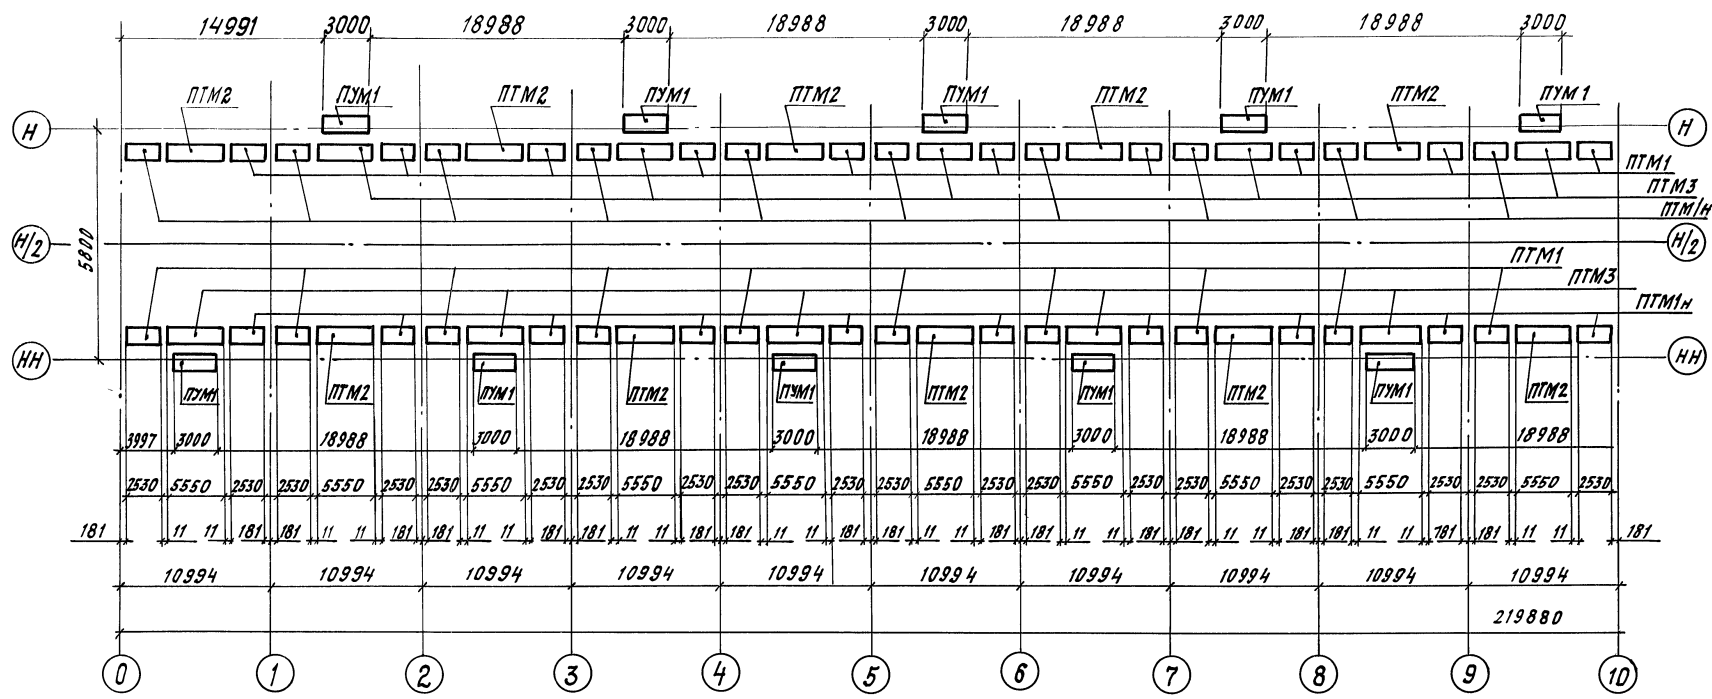 14991 3000 18988 3000 18988 3000 18988 3000 18988 3000
ПТМ2 ПУМ1 ПТМ2 ПУМ1 ПТМ2 ПУМ1 ПТМ2 ПУМ1 ПТМ2 ПУМ1
Н Н
ПТМ1
ПТМ3
ПТМ1н
5800
Н/2 Н/2
ПТМ1
ПТМ3
ПТМ1н
НН НН
ПУМ1 ПТМ2 ПУМ1 ПТМ2 ПУМ1 ПТМ2 ПУМ1 ПТМ2 ПУМ1 ПТМ2
3997 3000 18988 3000 18988 3000 18988 3000 18988 3000 18988
2530 5550 2530 2530 5550 2530 2530 5550 2530 2530 5550 2530 2530 5550 2530 2530 5550 2530 2530 5550 2530 2530 5550 2530 2530 5550 2530 2530 5550 2530
181 11 11 181 181 11 11 181 181 11 11 181 181 11 11 181 181 11 11 181 181 11 11 181 181 11 11 181 181 11 11 181 181 11 11 181 181 11 11 181
10994 10994 10994 10994 10994 10994 10994 10994 10994 10994
219880
0 1 2 3 4 5 6 7 8 9 10